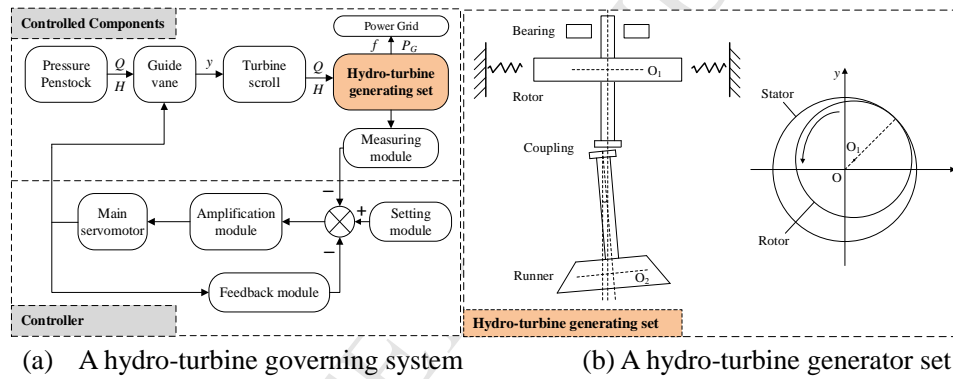 Controlled Components
Power Grid
f P_G
Pressure Penstock
Q
H
Guide vane
y
Turbine scroll
Q
H
Hydro-turbine generating set
Measuring module
Main servomotor
Amplification module
−
+
−
Setting module
Feedback module
Controller
Bearing
O₁
Rotor
Coupling
Runner
O₂
Hydro-turbine generating set
y
Stator
O₁
O
Rotor
(a) A hydro-turbine governing system
(b) A hydro-turbine generator set